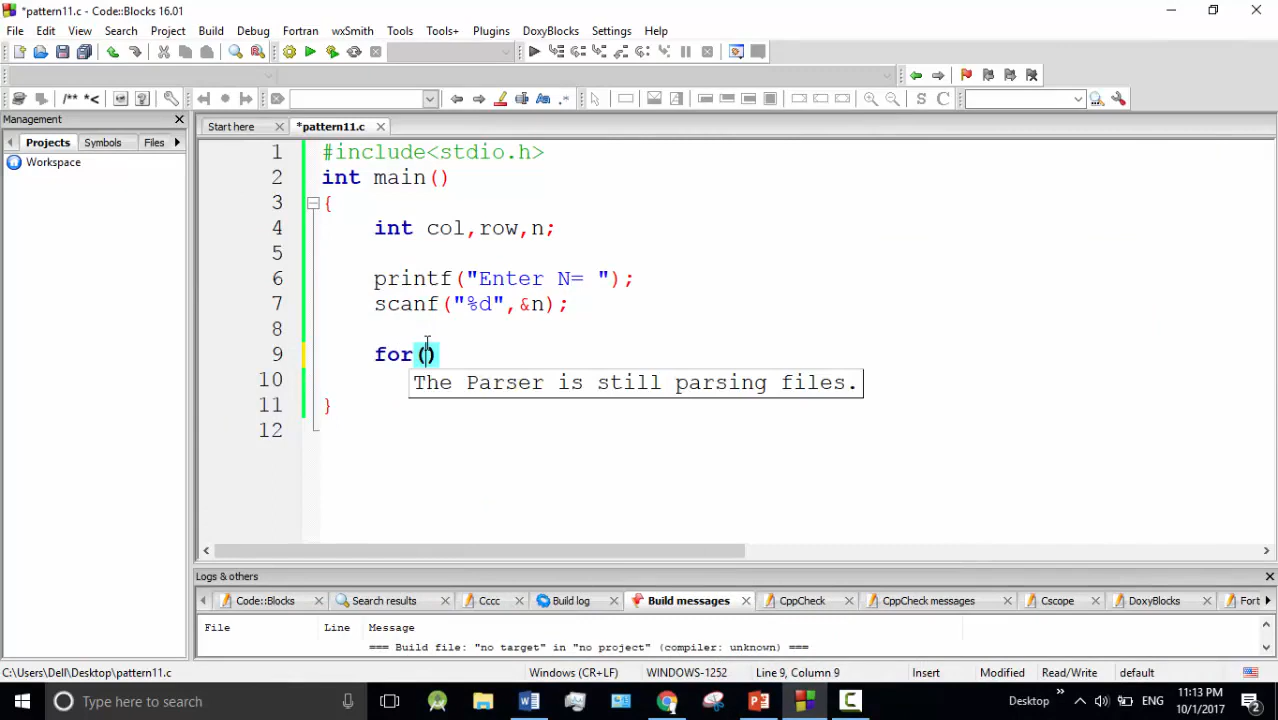 *pattern11.c - Code::Blocks 16.01
File Edit View Search Project Build Debug Fortran wxSmith Tools Tools+ Plugins DoxyBlocks Settings Help
/** *<
S C
Management
Start here
*pattern11.c
Projects Symbols Files
Workspace
1 #include<stdio.h>
2 int main()
3 {
4 int col,row,n;
5
6 printf("Enter N= ");
7 scanf("%d",&n);
8
9 for()
The Parser is still parsing files.
10
11 }
12
Logs & others
Code::Blocks Search results Cccc Build log Build messages CppCheck CppCheck messages Cscope DoxyBlocks Fort
File Line Message
=== Build file: "no target" in "no project" (compiler: unknown) ===
C:\Users\Dell\Desktop\pattern11.c Windows (CR+LF) WINDOWS-1252 Line 9, Column 9 Insert Modified Read/Write default
Type here to search
Desktop
ENG
11:13 PM
10/1/2017
2